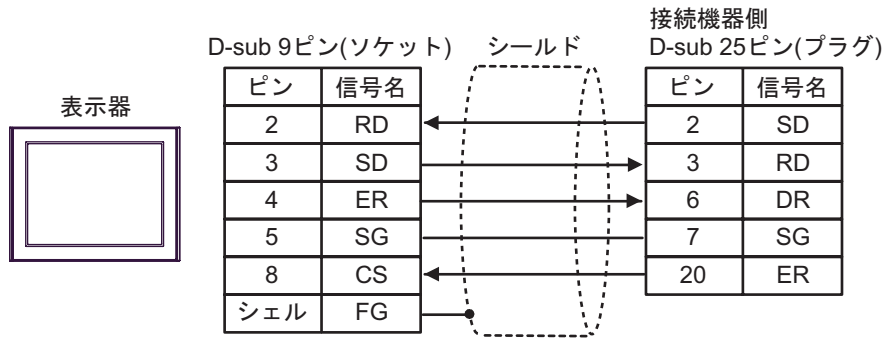 接続機器側
D-sub 9ピン(ソケット) シールド D-sub 25ピン(プラグ)
表示器
ピン 信号名 ピン 信号名
2 RD 2 SD
3 SD 3 RD
4 ER 6 DR
5 SG 7 SG
8 CS 20 ER
シェル FG